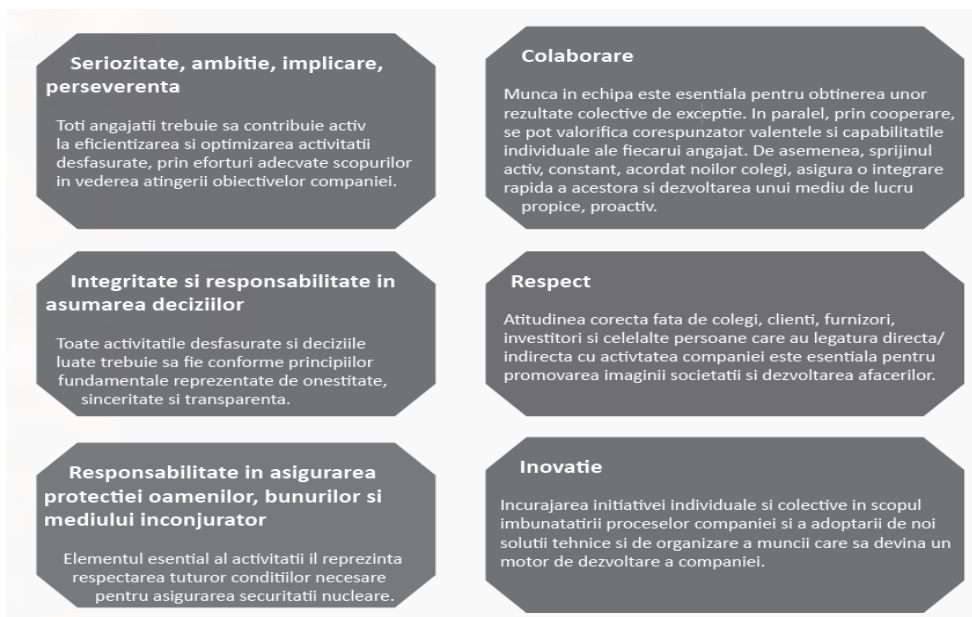 Seriozitate, ambitie, implicare,
perseverenta
Toti angajatii trebuie sa contribuie activ
la eficientizarea si optimizarea activitatii
desfasurate, prin eforturi adecvate scopurilor
in vederea atingerii obiectivelor companiei.
Colaborare
Munca in echipa este esentiala pentru obtinerea unor
rezultate colective de exceptie. In paralel, prin cooperare,
se pot valorifica corespunzator valentele si capabilitatile
individuale ale fiecarui angajat. De asemenea, sprijinul
activ, constant, acordat noilor colegi, asigura o integrare
rapida a acestora si dezvoltarea unui mediu de lucru
propice, proactiv.
Integritate si responsabilitate in
asumarea deciziilor
Toate activitatile desfasurate si deciziile
luate trebuie sa fie conforme principiilor
fundamentale reprezentate de onestitate,
sinceritate si transparenta.
Respect
Atitudinea corecta fata de colegi, clienti, furnizori,
investitori si celelalte persoane care au legatura directa/
indirecta cu activtatea companiei este esentiala pentru
promovarea imaginii societatii si dezvoltarea afacerilor.
Responsabilitate in asigurarea
protectiei oamenilor, bunurilor si
mediului inconjurator
Elementul esential al activitatii il reprezinta
respectarea tuturor conditiilor necesare
pentru asigurarea securitatii nucleare.
Inovatie
Incurajarea initiativei individuale si colective in scopul
imbunatatirii proceselor companiei si a adoptarii de noi
solutii tehnice si de organizare a muncii care sa devina un
motor de dezvoltare a companiei.